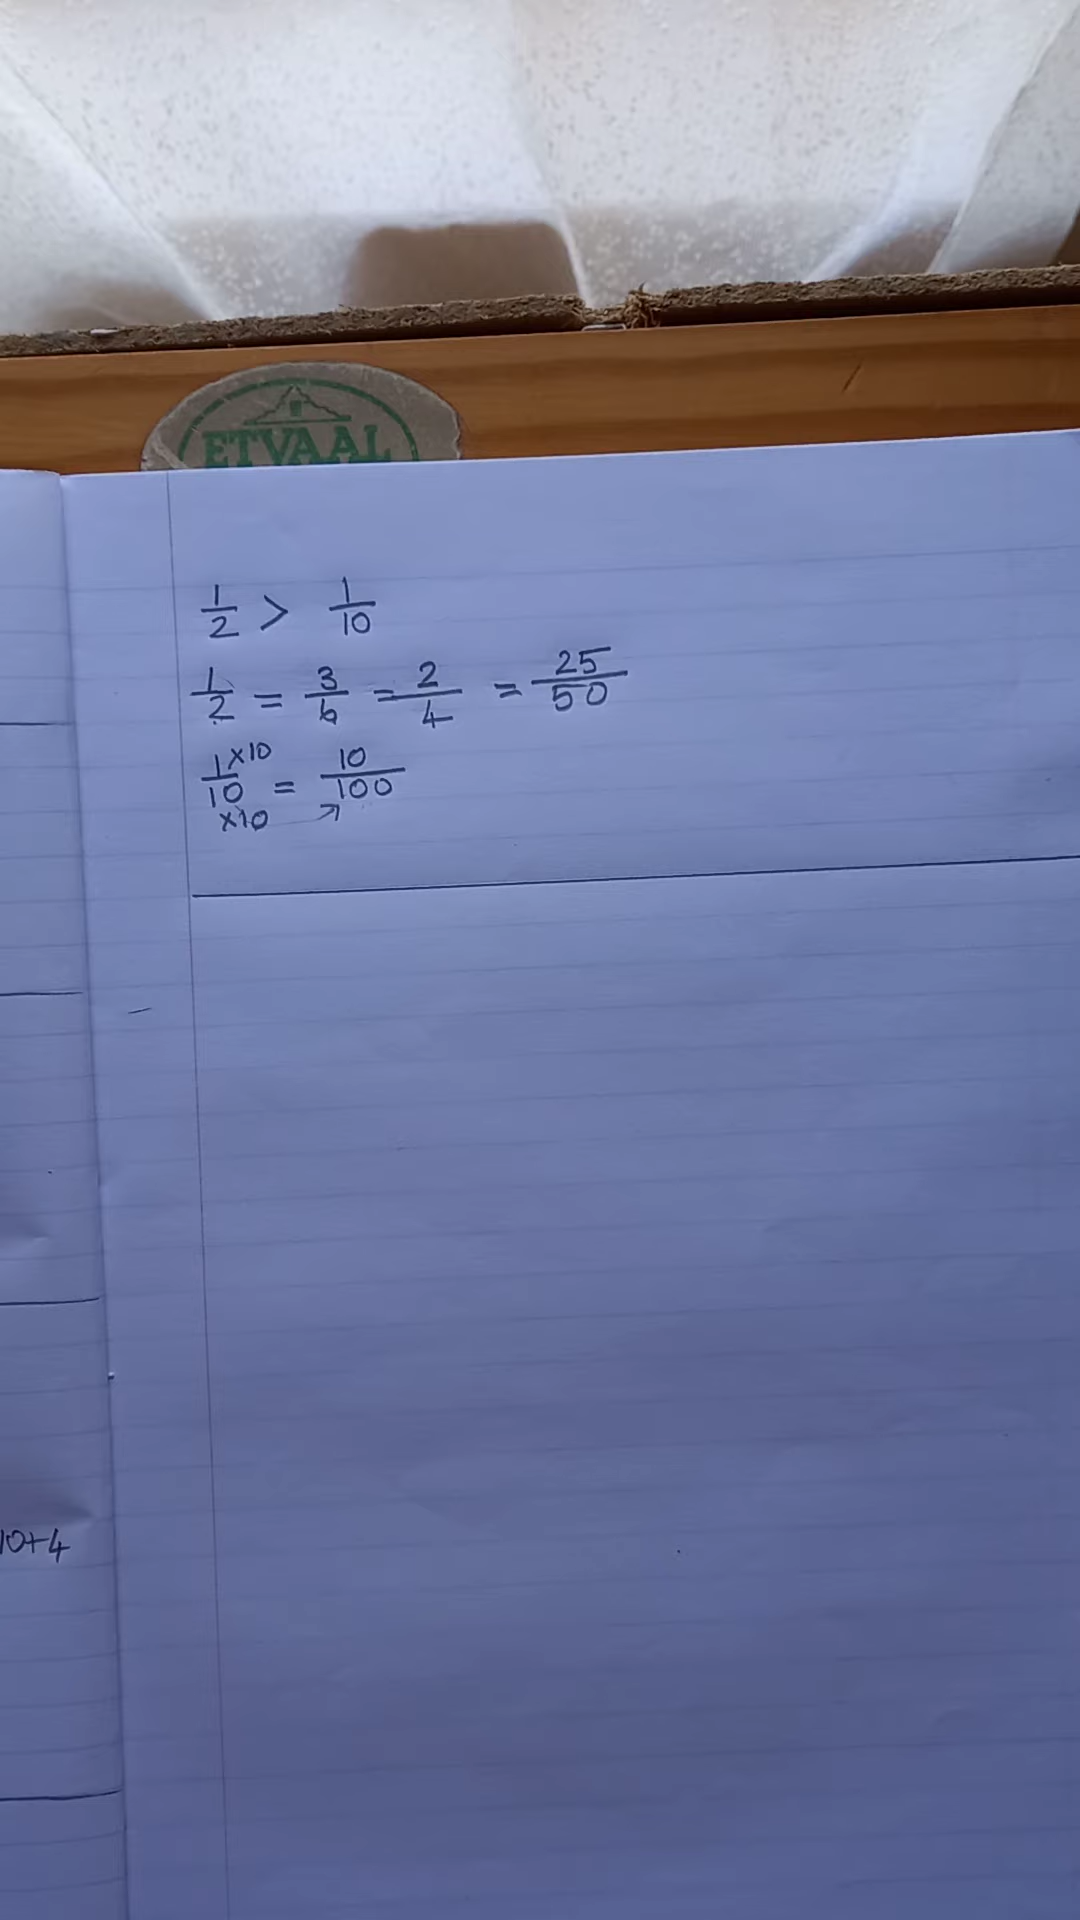 ETVAAL
1/2 > 1/10
1/2 = 3/6 = 2/4 = 25/50
1×10/10×10 = 10/100
↗
10+4